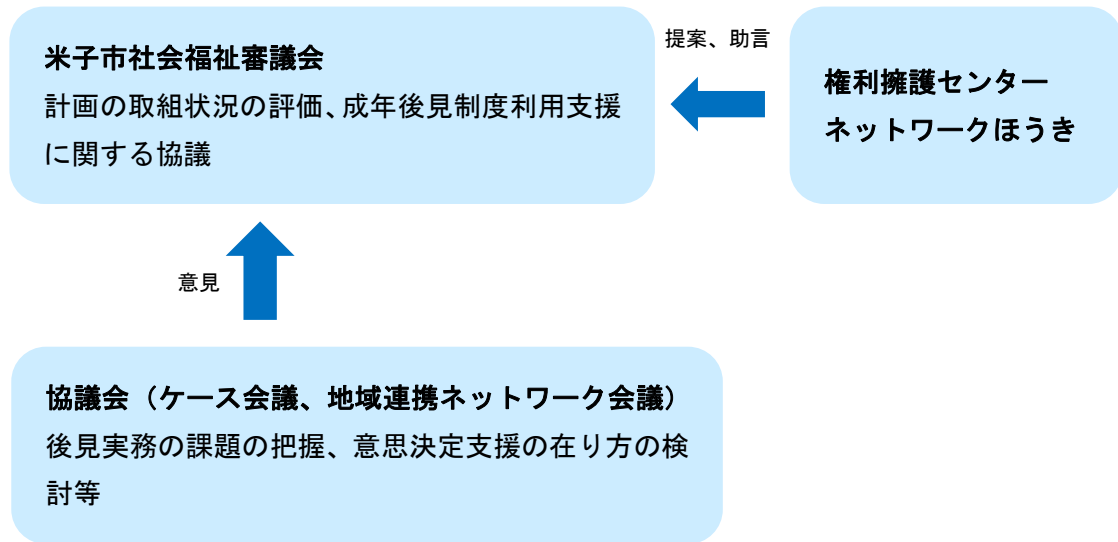 米子市社会福祉審議会
計画の取組状況の評価、成年後見制度利用支援
に関する協議
提案、助言
権利擁護センター
ネットワークほうき
意見
協議会（ケース会議、地域連携ネットワーク会議）
後見実務の課題の把握、意思決定支援の在り方の検
討等